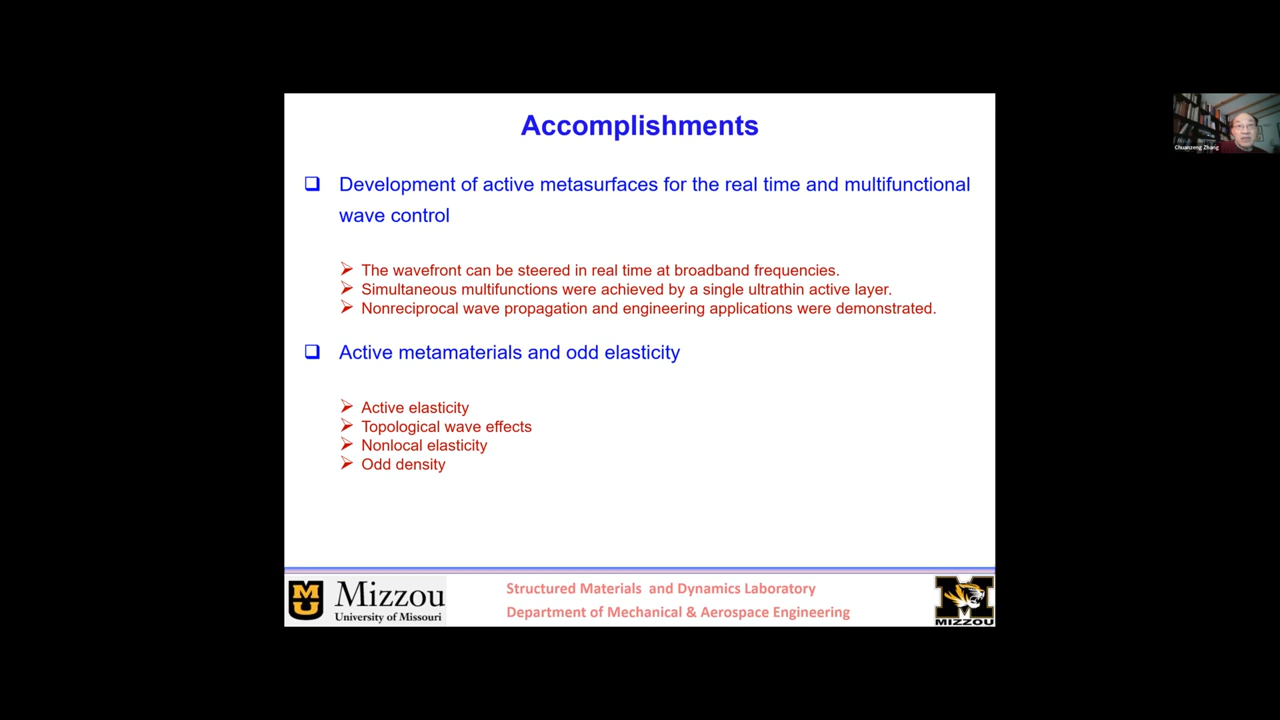 Accomplishments
Development of active metasurfaces for the real time and multifunctional
wave control
The wavefront can be steered in real time at broadband frequencies.
Simultaneous multifunctions were achieved by a single ultrathin active layer.
Nonreciprocal wave propagation and engineering applications were demonstrated.
Active metamaterials and odd elasticity
Active elasticity
Topological wave effects
Nonlocal elasticity
Odd density
Mizzou
University of Missouri
Structured Materials and Dynamics Laboratory
Department of Mechanical & Aerospace Engineering
MIZZOU
Chuanzeng Zhang